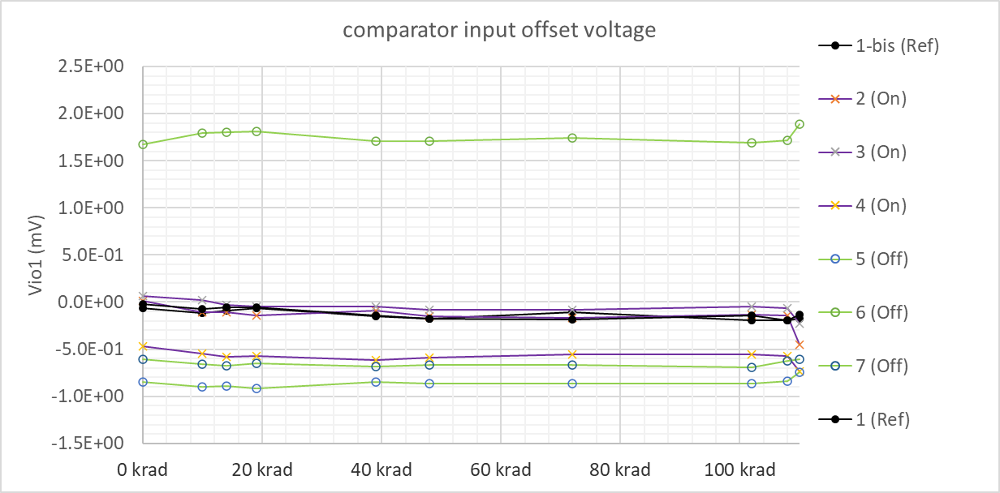 comparator input offset voltage
2.5E+00
2.0E+00
1.5E+00
1.0E+00
5.0E-01
0.0E+00
-5.0E-01
-1.0E+00
-1.5E+00
Vio1 (mV)
0 krad 20 krad 40 krad 60 krad 80 krad 100 krad
1-bis (Ref)
2 (On)
3 (On)
4 (On)
5 (Off)
6 (Off)
7 (Off)
1 (Ref)